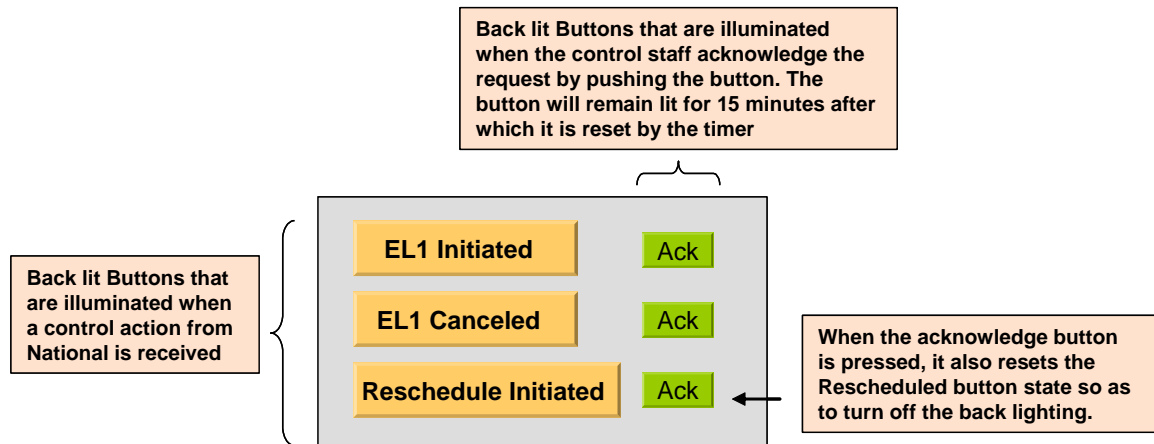 Back lit Buttons that are illuminated
when the control staff acknowledge the
request by pushing the button. The
button will remain lit for 15 minutes after
which it is reset by the timer
EL1 Initiated
Ack
Back lit Buttons that
are illuminated when
a control action from
National is received
EL1 Canceled
Ack
When the acknowledge button
is pressed, it also resets the
Rescheduled button state so as
to turn off the back lighting.
Reschedule Initiated
Ack